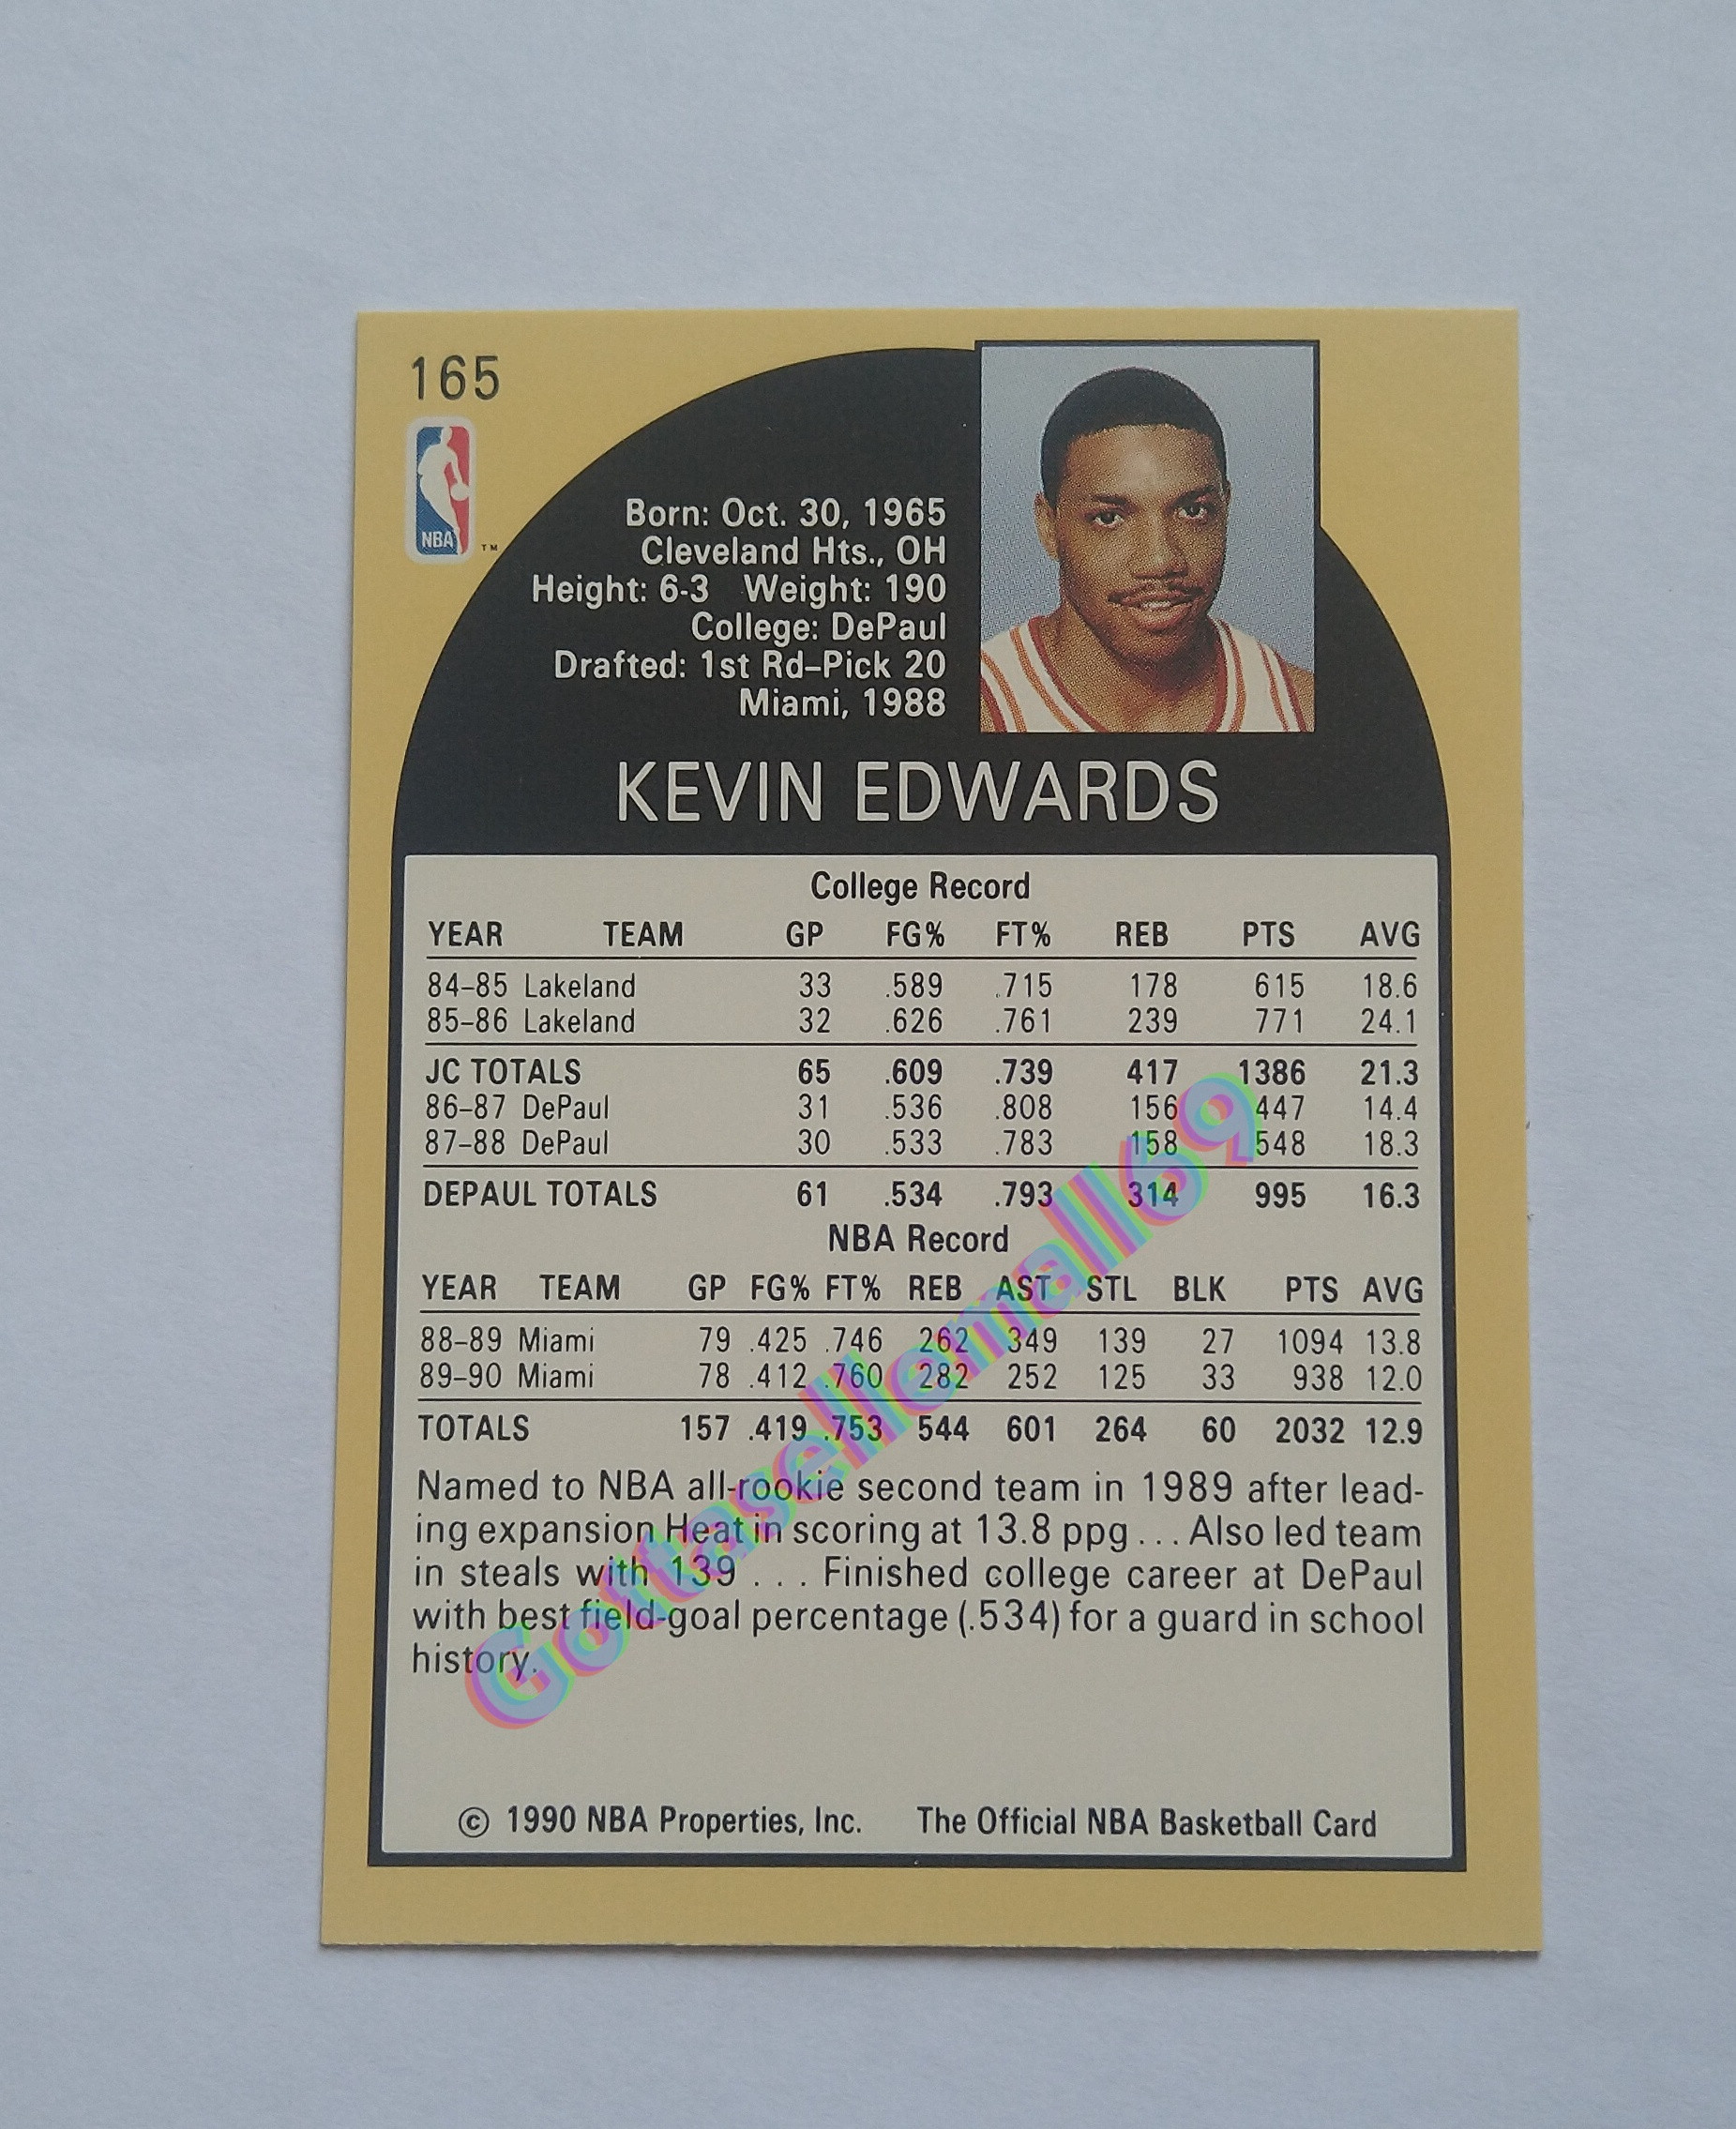 165
NBA
TM
Born: Oct. 30, 1965
Cleveland Hts., OH
Height: 6-3 Weight: 190
College: DePaul
Drafted: 1st Rd–Pick 20
Miami, 1988
KEVIN EDWARDS
College Record
YEAR TEAM GP FG% FT% REB PTS AVG
84–85 Lakeland 33 .589 .715 178 615 18.6
85–86 Lakeland 32 .626 .761 239 771 24.1
JC TOTALS 65 .609 .739 417 1386 21.3
86–87 DePaul 31 .536 .808 156 447 14.4
87–88 DePaul 30 .533 .783 158 548 18.3
DEPAUL TOTALS 61 .534 .793 314 995 16.3
NBA Record
YEAR TEAM GP FG% FT% REB AST STL BLK PTS AVG
88–89 Miami 79 .425 .746 262 349 139 27 1094 13.8
89–90 Miami 78 .412 .760 282 252 125 33 938 12.0
TOTALS 157 .419 .753 544 601 264 60 2032 12.9
Named to NBA all-rookie second team in 1989 after lead-
ing expansion Heat in scoring at 13.8 ppg... Also led team
in steals with 139 ... Finished college career at DePaul
with best field-goal percentage (.534) for a guard in school
history.
© 1990 NBA Properties, Inc. The Official NBA Basketball Card
Gottasellemall69